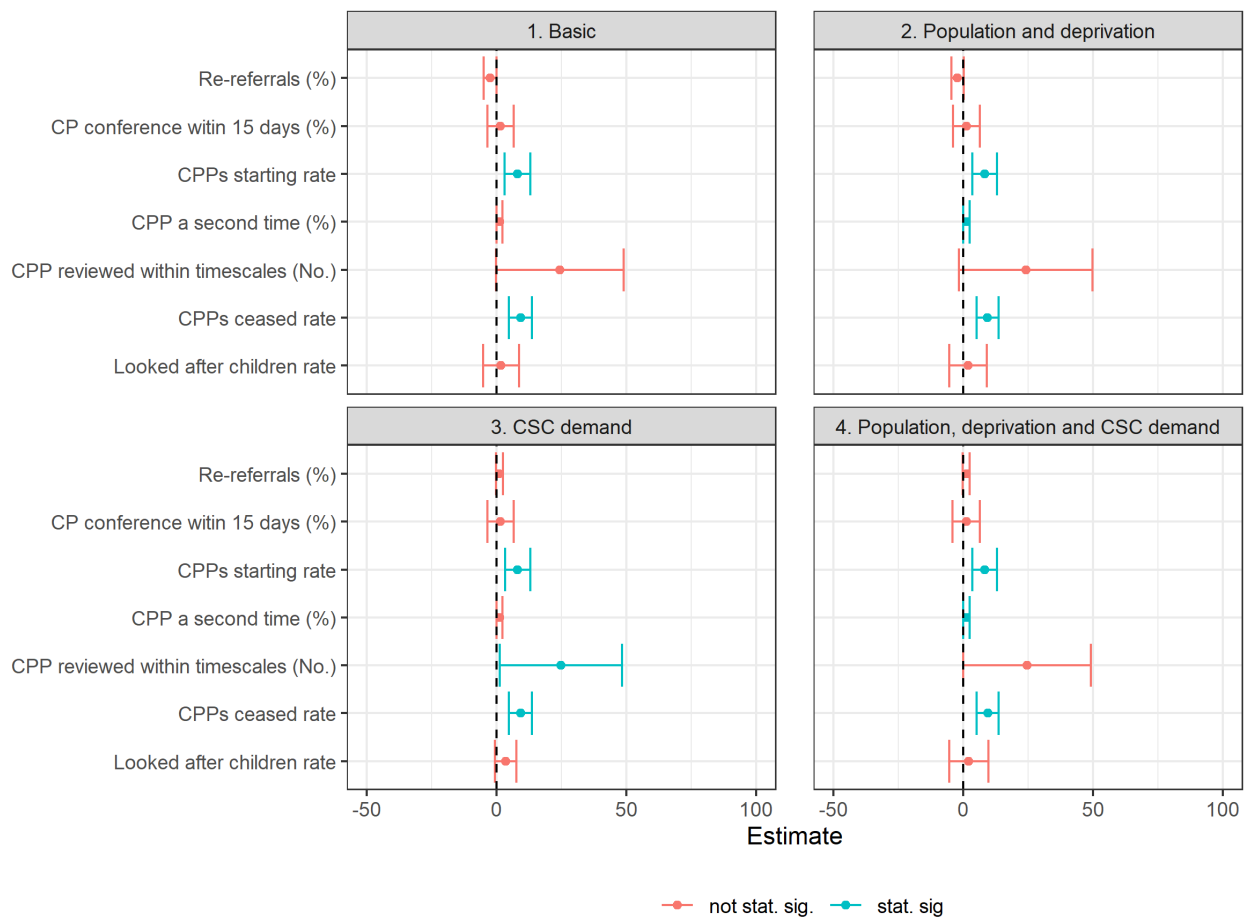 1. Basic
2. Population and deprivation
Re-referrals (%)
CP conference witin 15 days (%)
CPPs starting rate
CPP a second time (%)
CPP reviewed within timescales (No.)
CPPs ceased rate
Looked after children rate
3. CSC demand
4. Population, deprivation and CSC demand
Re-referrals (%)
CP conference witin 15 days (%)
CPPs starting rate
CPP a second time (%)
CPP reviewed within timescales (No.)
CPPs ceased rate
Looked after children rate
-50 0 50 100 -50 0 50 100
Estimate
not stat. sig. stat. sig